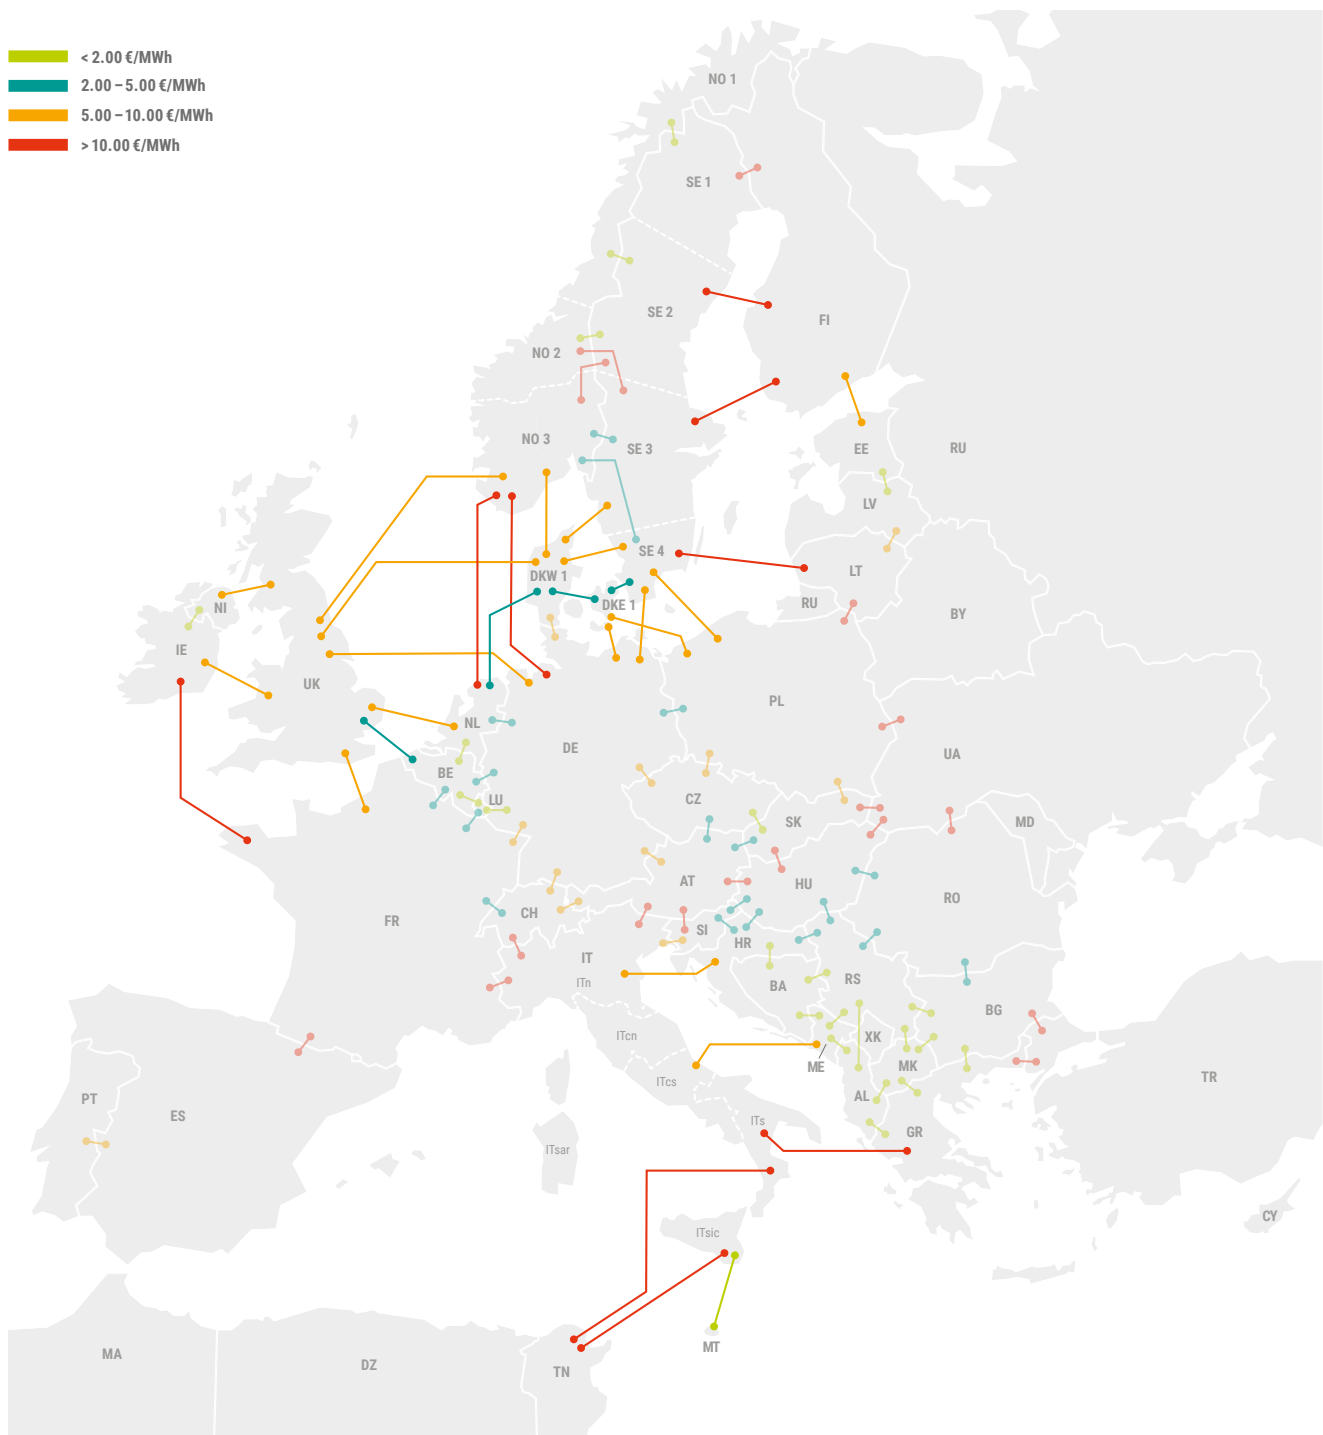 < 2.00 €/MWh
2.00 – 5.00 €/MWh
5.00 – 10.00 €/MWh
> 10.00 €/MWh
NO 1
SE 1
SE 2
FI
NO 2
NO 3
SE 3
EE
RU
LV
SE 4
LT
DKW 1
DKE 1
RU
BY
NI
IE
UK
PL
NL
DE
UA
BE
LU
CZ
SK
MD
AT
HU
RO
CH
FR
SI
HR
IT
ITn
BA
RS
BG
ITcn
XK
ME
MK
TR
ITcs
PT
ES
AL
ITs
GR
ITsar
CY
ITsic
MT
MA
DZ
TN